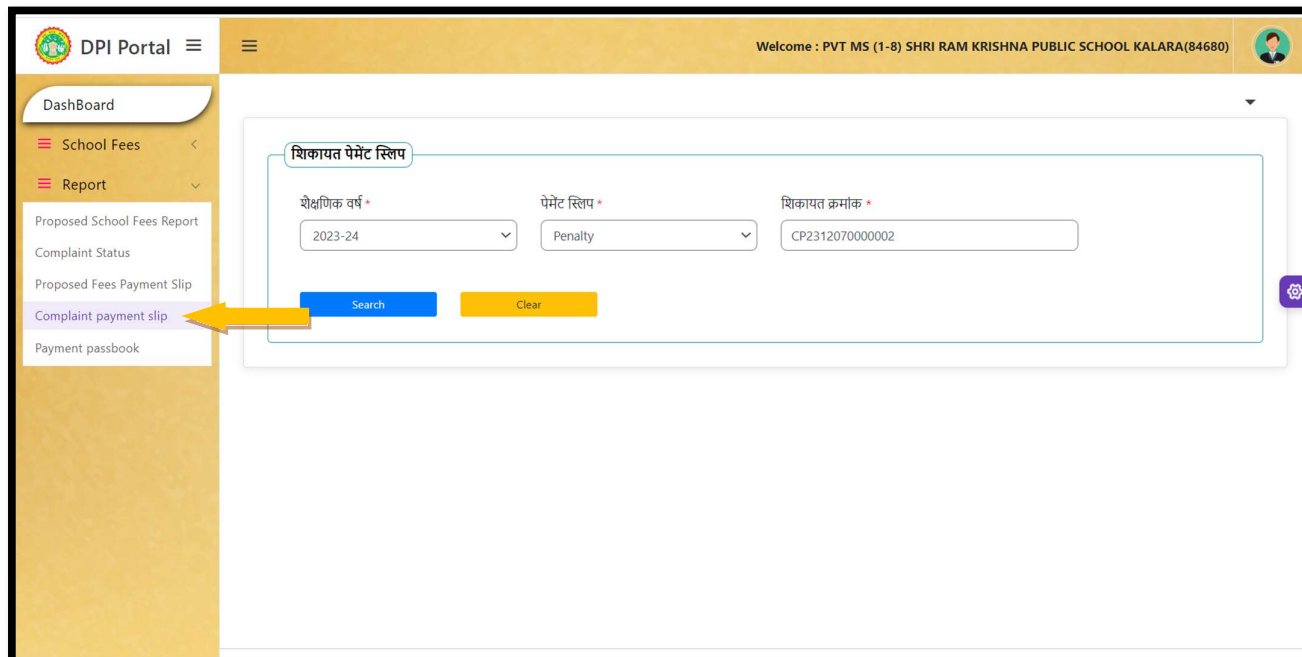 DPI Portal
Welcome : PVT MS (1-8) SHRI RAM KRISHNA PUBLIC SCHOOL KALARA(84680)
DashBoard
School Fees
Report
Proposed School Fees Report
Complaint Status
Proposed Fees Payment Slip
Complaint payment slip
Payment passbook
शिकायत पेमेंट स्लिप
शैक्षणिक वर्ष * पेमेंट स्लिप * शिकायत क्रमांक *
2023-24 Penalty CP2312070000002
Search Clear